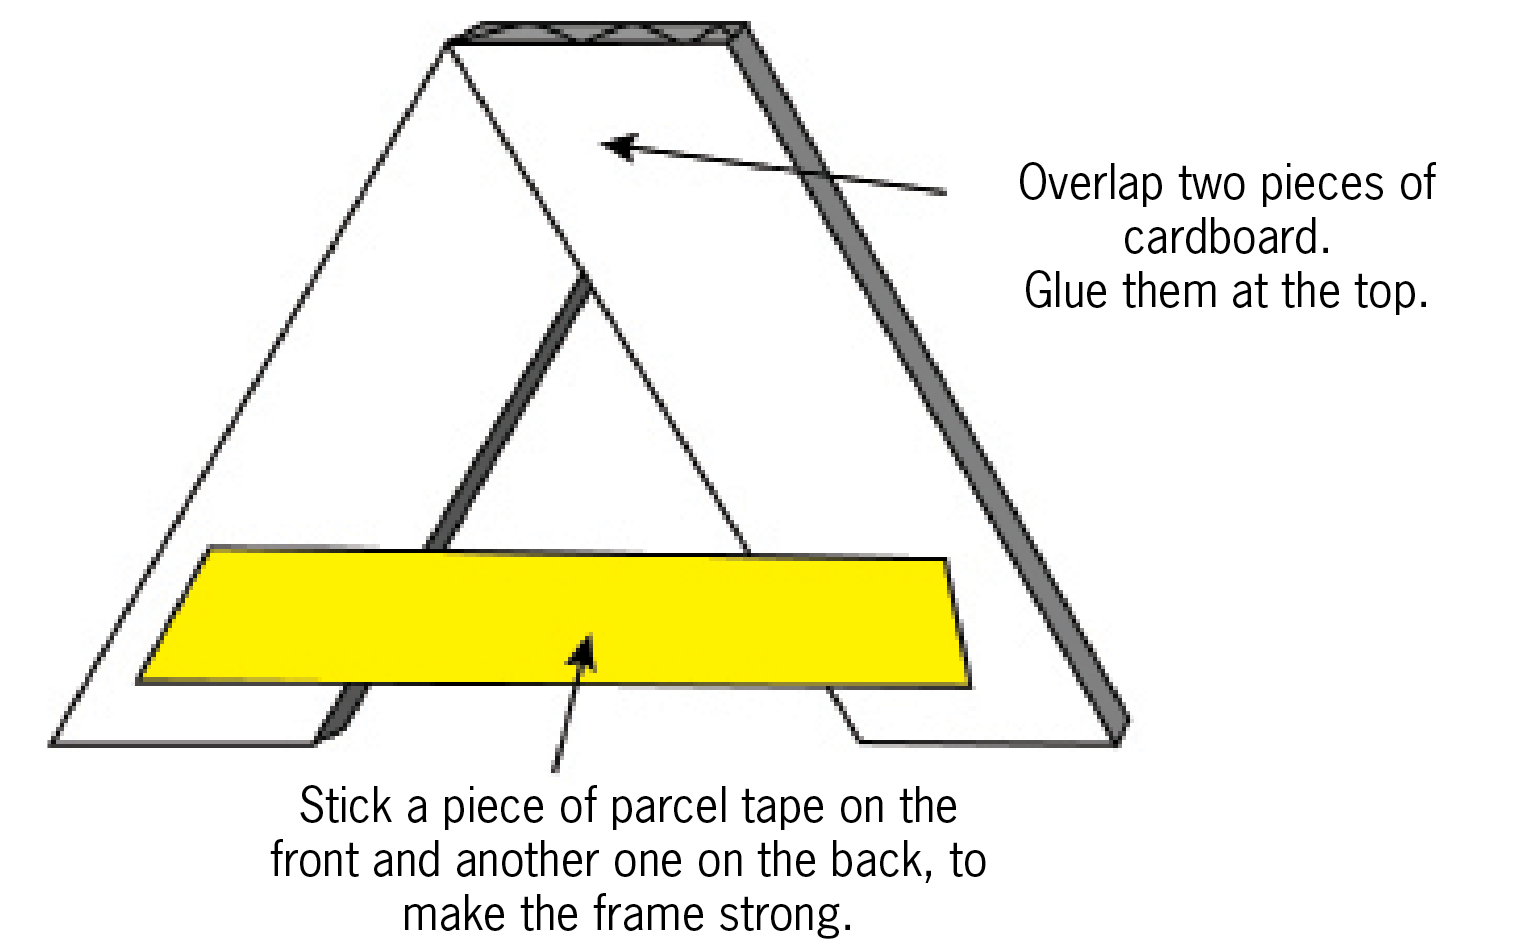 Overlap two pieces of
cardboard.
Glue them at the top.
Stick a piece of parcel tape on the
front and another one on the back, to
make the frame strong.